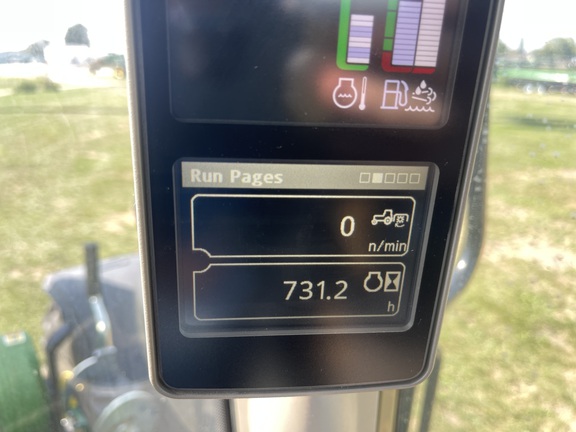 Run Pages
0
n/min
731.2
h